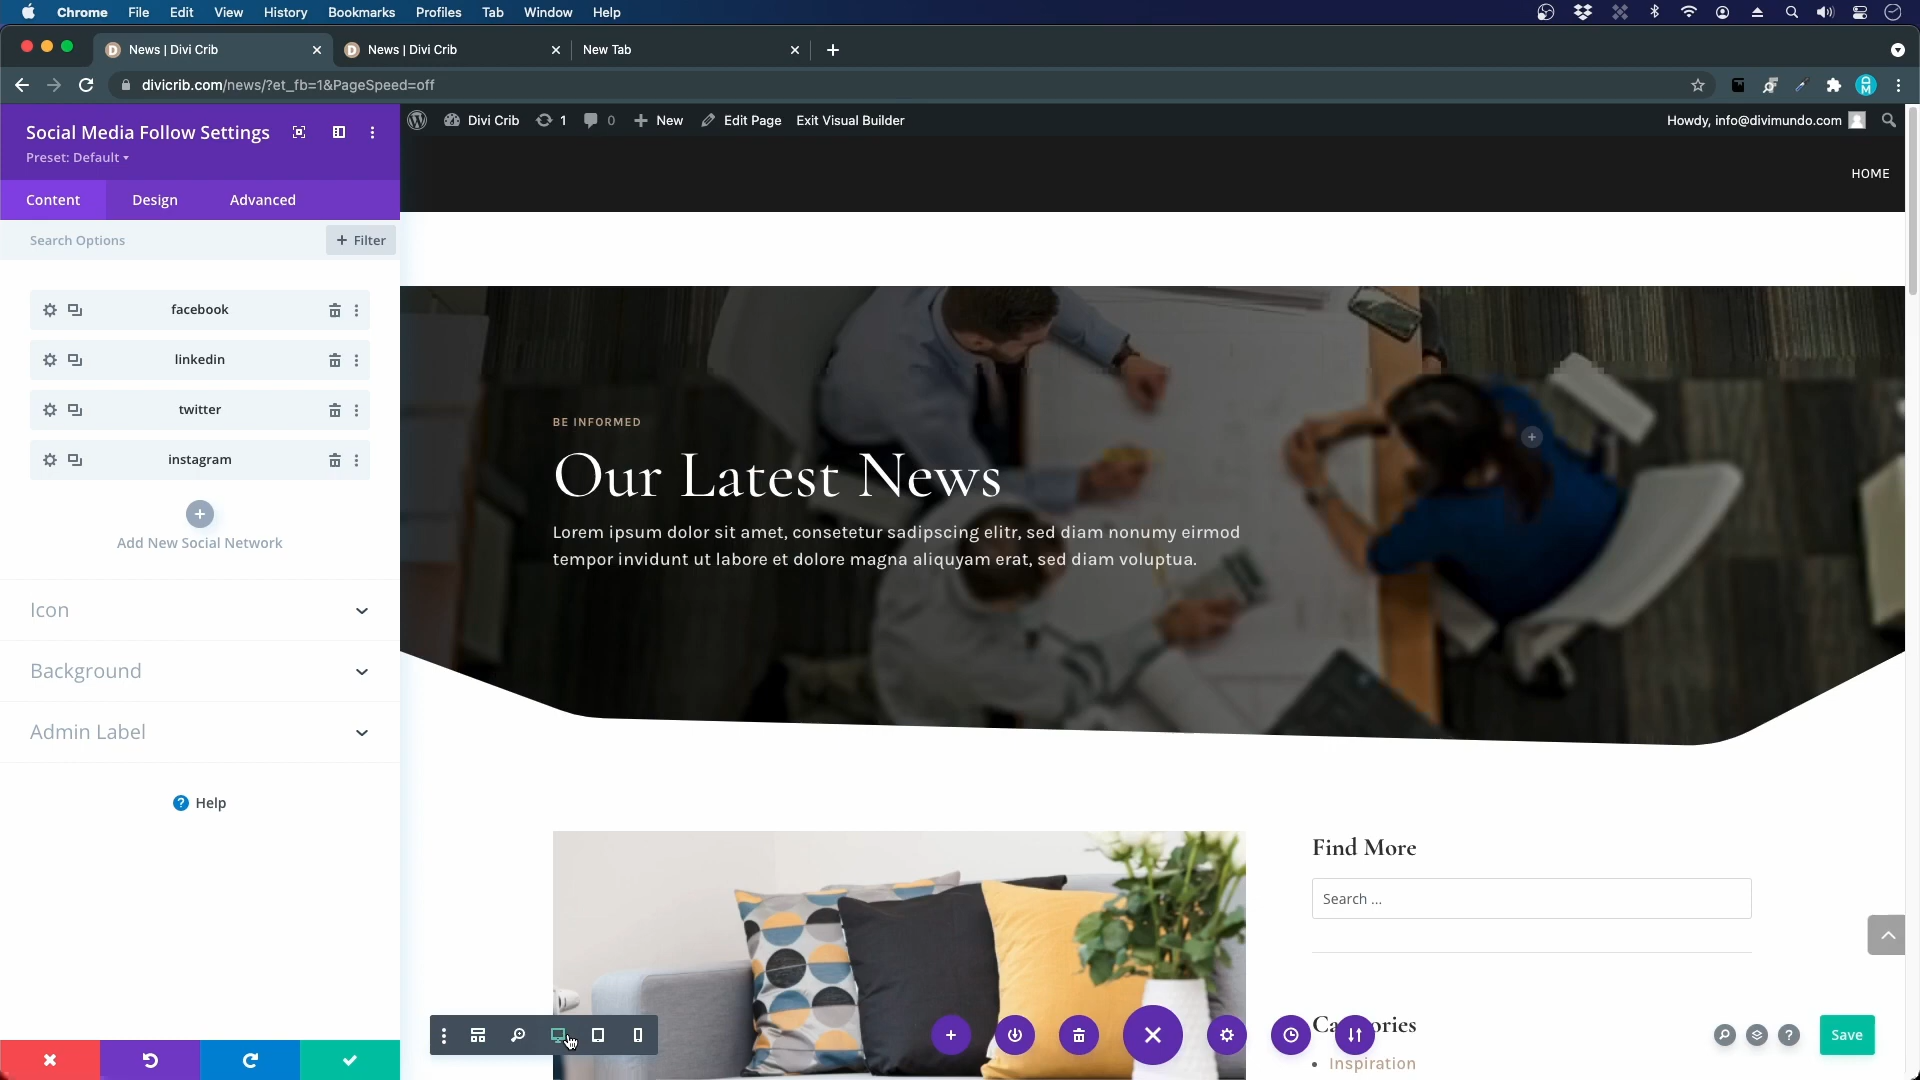 Chrome File Edit View History Bookmarks Profiles Tab Window Help
News | Divi Crib News | Divi Crib New Tab
divicrib.com/news/?et_fb=1&PageSpeed=off
Divi Crib 1 0 New Edit Page Exit Visual Builder Howdy, info@divimundo.com
Social Media Follow Settings
Preset: Default
Content Design Advanced
Search Options + Filter
facebook
linkedin
twitter
instagram
Add New Social Network
Icon
Background
Admin Label
Help
HOME
BE INFORMED
Our Latest News
Lorem ipsum dolor sit amet, consetetur sadipscing elitr, sed diam nonumy eirmod
tempor invidunt ut labore et dolore magna aliquyam erat, sed diam voluptua.
Find More
Search ...
Inspiration
Save